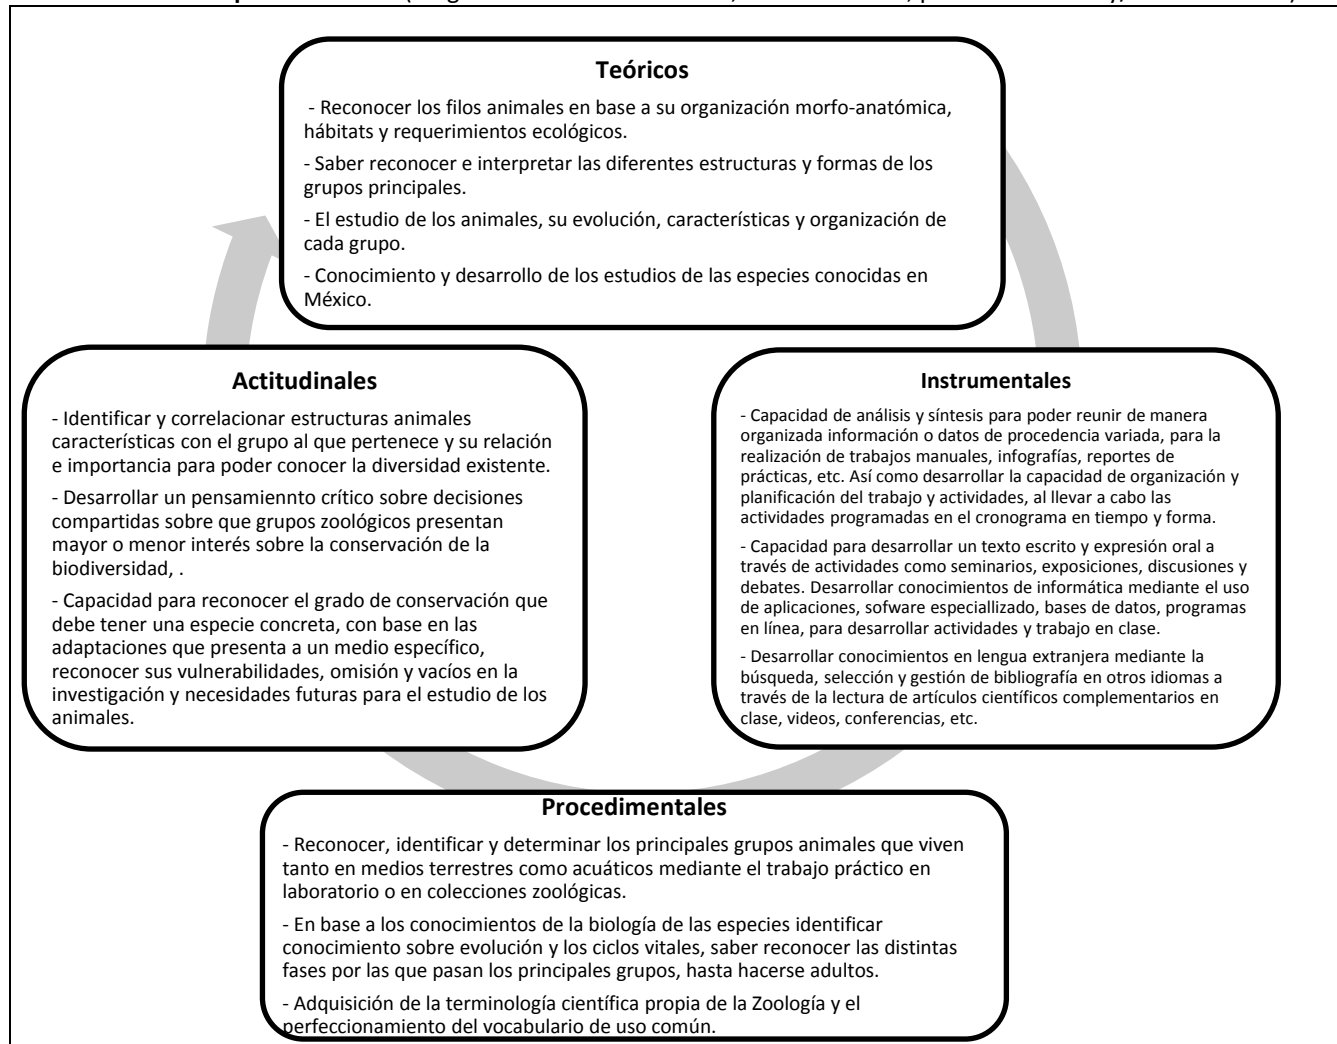 Teóricos
- Reconocer los filos animales en base a su organización morfo-anatómica,
hábitats y requerimientos ecológicos.
- Saber reconocer e interpretar las diferentes estructuras y formas de los
grupos principales.
- El estudio de los animales, su evolución, características y organización de
cada grupo.
- Conocimiento y desarrollo de los estudios de las especies conocidas en
México.
Actitudinales
- Identificar y correlacionar estructuras animales
características con el grupo al que pertenece y su relación
e importancia para poder conocer la diversidad existente.
- Desarrollar un pensamiennto crítico sobre decisiones
compartidas sobre que grupos zoológicos presentan
mayor o menor interés sobre la conservación de la
biodiversidad, .
- Capacidad para reconocer el grado de conservación que
debe tener una especie concreta, con base en las
adaptaciones que presenta a un medio específico,
reconocer sus vulnerabilidades, omisión y vacíos en la
investigación y necesidades futuras para el estudio de los
animales.
Instrumentales
- Capacidad de análisis y síntesis para poder reunir de manera
organizada información o datos de procedencia variada, para la
realización de trabajos manuales, infografías, reportes de
prácticas, etc. Así como desarrollar la capacidad de organización y
planificación del trabajo y actividades, al llevar a cabo las
actividades programadas en el cronograma en tiempo y forma.
- Capacidad para desarrollar un texto escrito y expresión oral a
través de actividades como seminarios, exposiciones, discusiones y
debates. Desarrollar conocimientos de informática mediante el uso
de aplicaciones, sofware especiallizado, bases de datos, programas
en línea, para desarrollar actividades y trabajo en clase.
- Desarrollar conocimientos en lengua extranjera mediante la
búsqueda, selección y gestión de bibliografía en otros idiomas a
través de la lectura de artículos científicos complementarios en
clase, videos, conferencias, etc.
Procedimentales
- Reconocer, identificar y determinar los principales grupos animales que viven
tanto en medios terrestres como acuáticos mediante el trabajo práctico en
laboratorio o en colecciones zoológicas.
- En base a los conocimientos de la biología de las especies identificar
conocimiento sobre evolución y los ciclos vitales, saber reconocer las distintas
fases por las que pasan los principales grupos, hasta hacerse adultos.
- Adquisición de la terminología científica propia de la Zoología y el
perfeccionamiento del vocabulario de uso común.